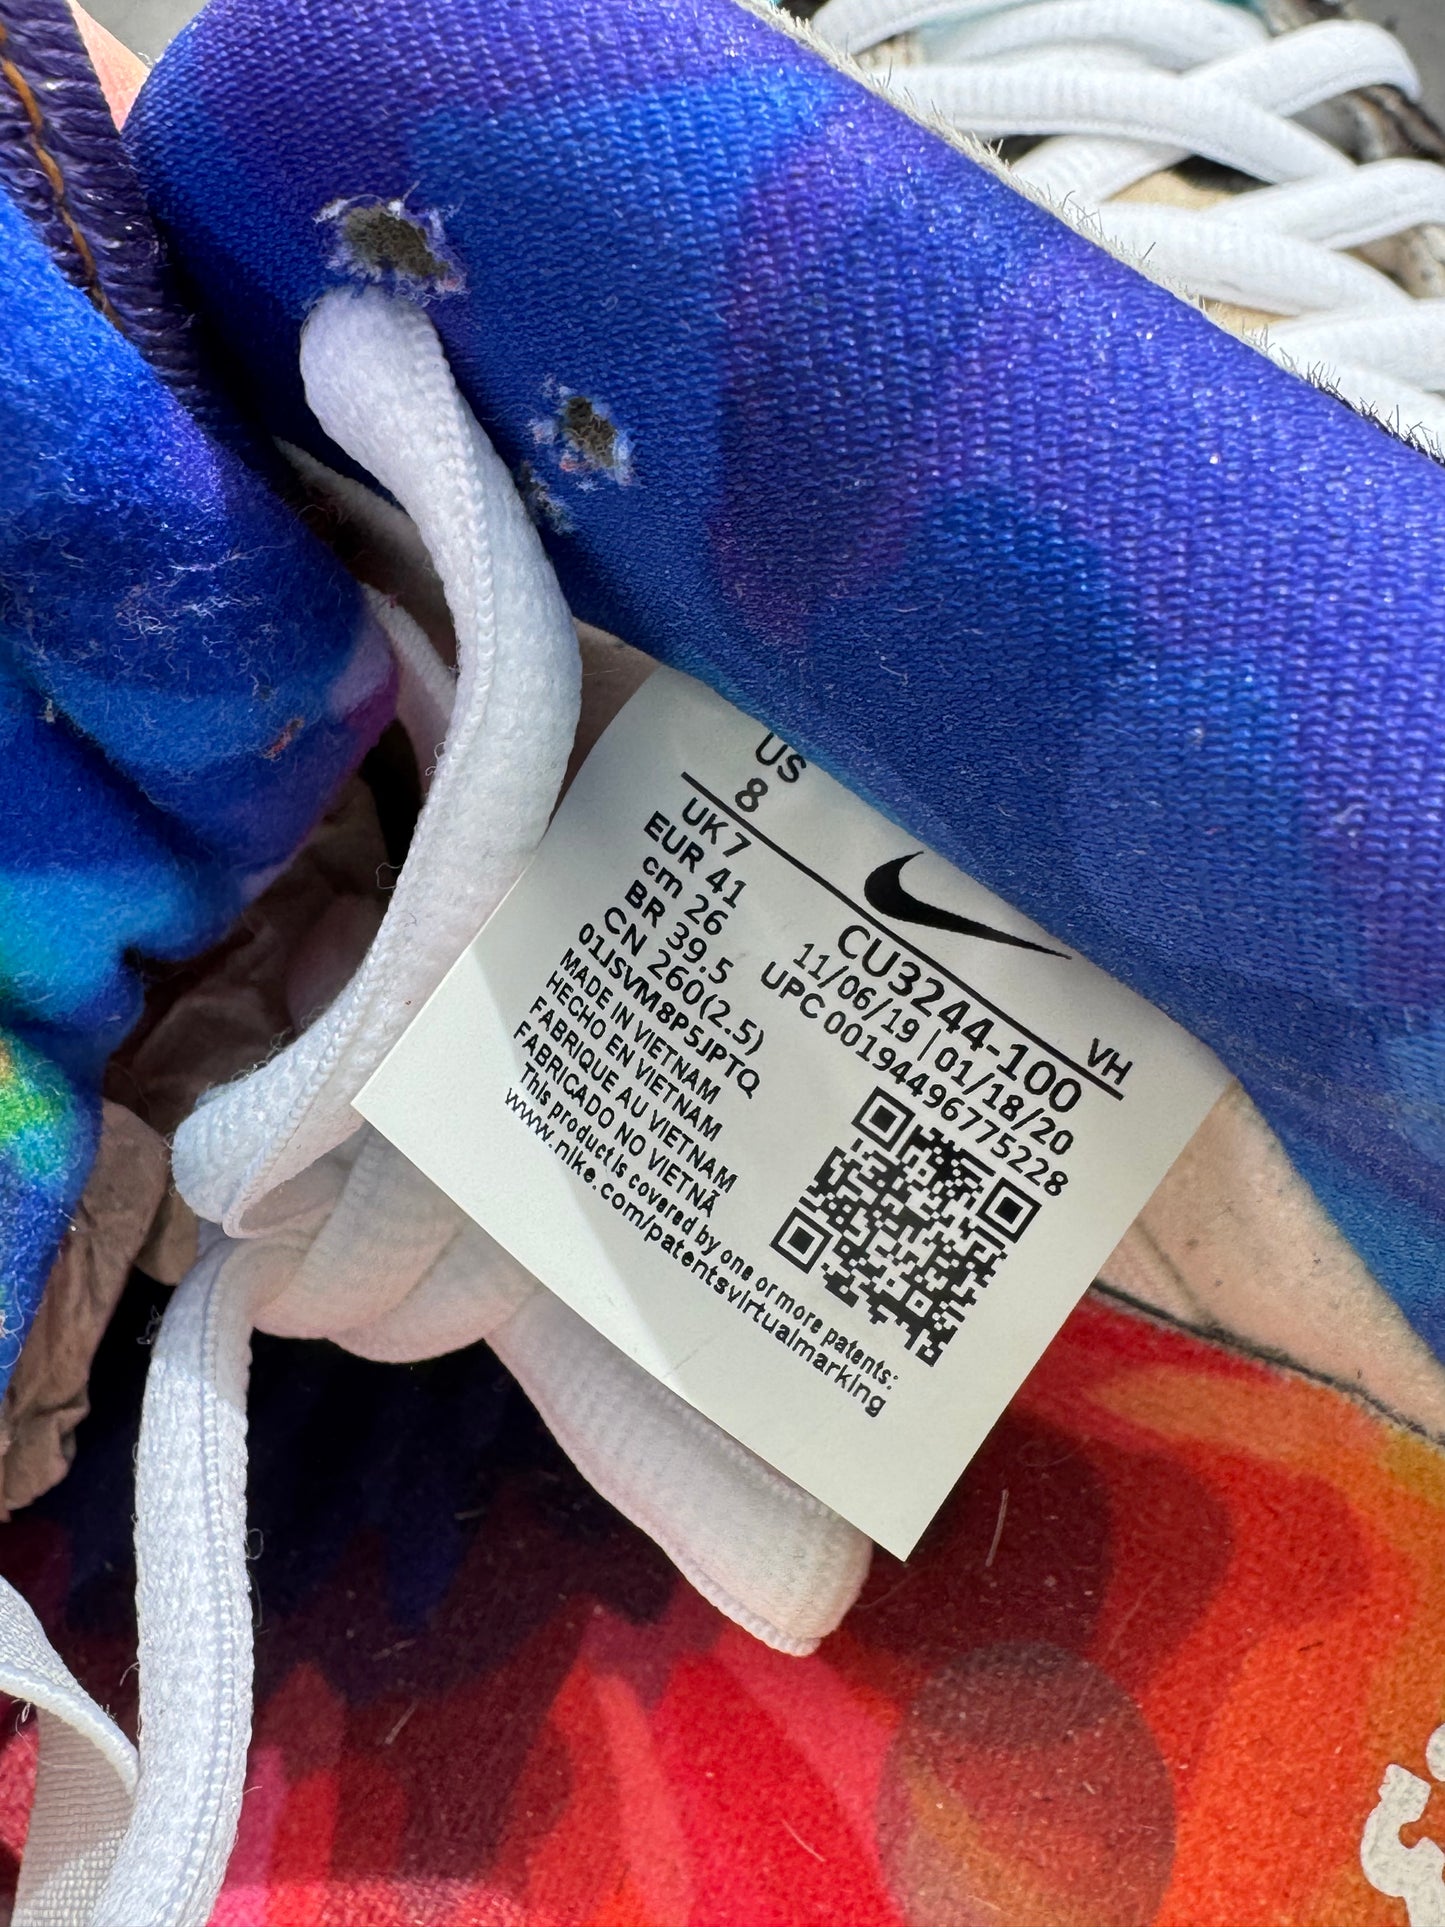 US
8
UK 7
EUR 41
cm 26
BR 39.5
CN 260(2.5)
01JSVM8P5JPTQ
MADE IN VIETNAM
HECHO EN VIETNAM
FABRIQUE AU VIETNAM
FABRICADO NO VIETNÃ
This product is covered by one or more patents:
www.nike.com/patentsvirtualmarking
VH
CU3244-100
11/06/19 | 01/18/20
UPC 00194496775228